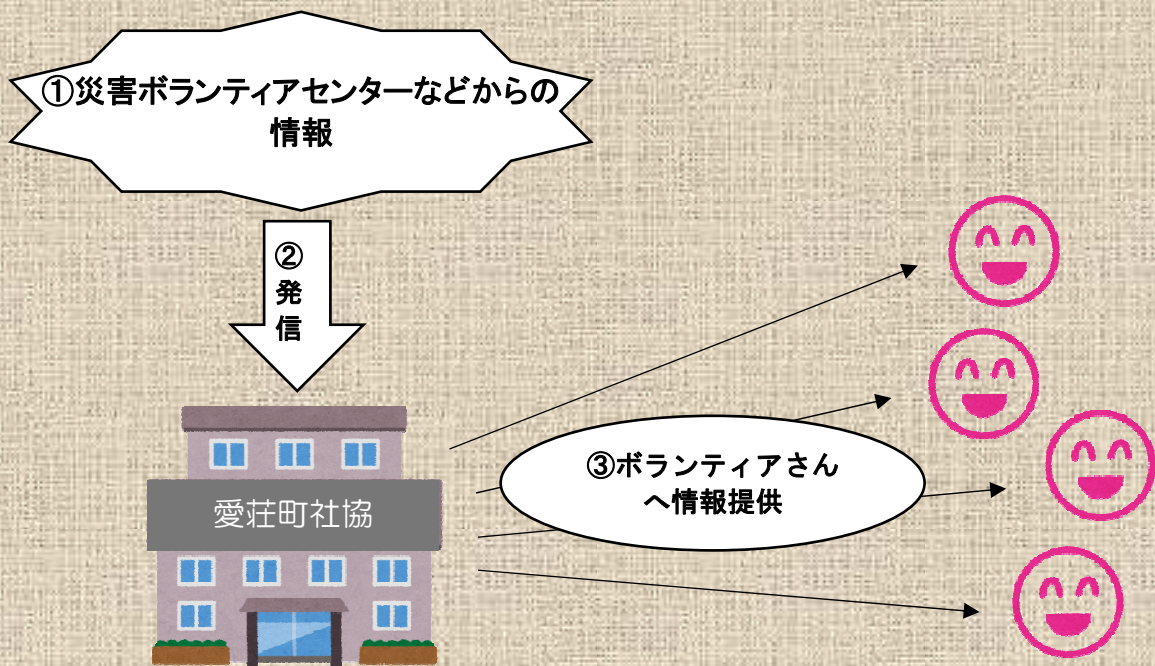 ①災害ボランティアセンターなどからの
情報
②
発
信
愛荘町社協
③ボランティアさん
へ情報提供